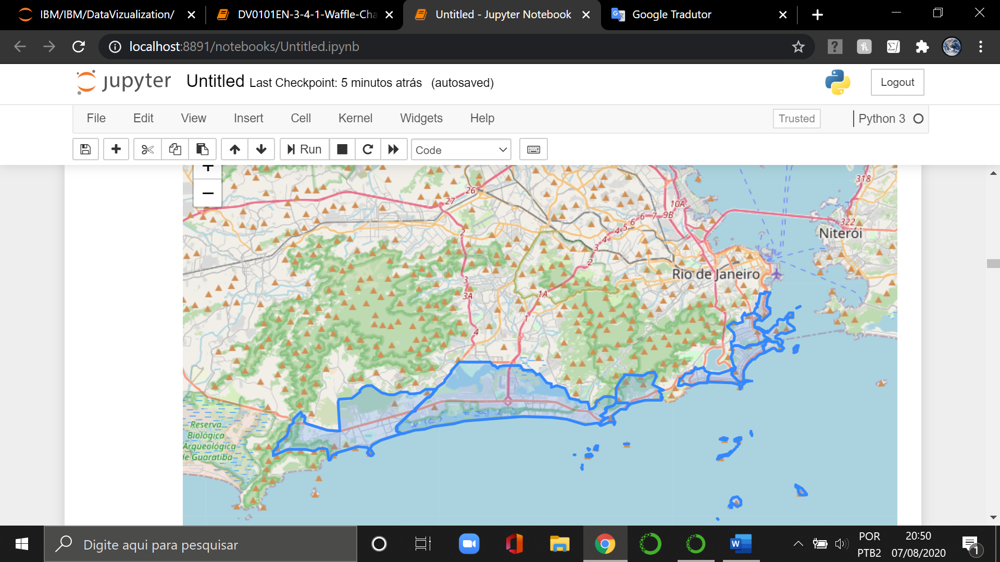 IBM/IBM/DataVizualization/
DV0101EN-3-4-1-Waffle-Cha
Untitled - Jupyter Notebook
Google Tradutor
localhost:8891/notebooks/Untitled.ipynb
jupyter Untitled Last Checkpoint: 5 minutos atrás (autosaved)
Logout
File Edit View Insert Cell Kernel Widgets Help
Trusted
Python 3
Run
Code
+
−
318
26
27
10A
6 7 9B
6
5
4
4
322
Niterói
2
3
2
Rio de Janeiro
3
3A
1A
1
4
Reserva
Biológica
Arqueológica
de Guaratiba
Digite aqui para pesquisar
POR
PTB2
20:50
07/08/2020
1